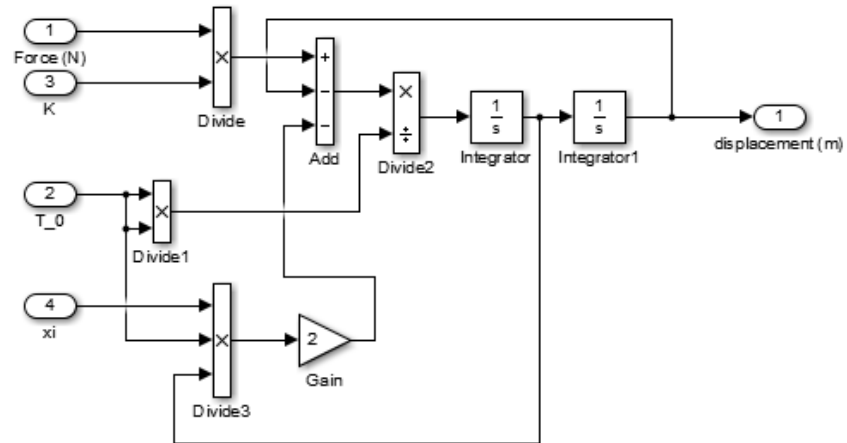 1
Force (N)
3
K
×
Divide
+
−
−
Add
×
÷
Divide2
1
s
Integrator
1
s
Integrator1
1
displacement (m)
2
T_0
×
Divide1
4
xi
×
Divide3
2
Gain